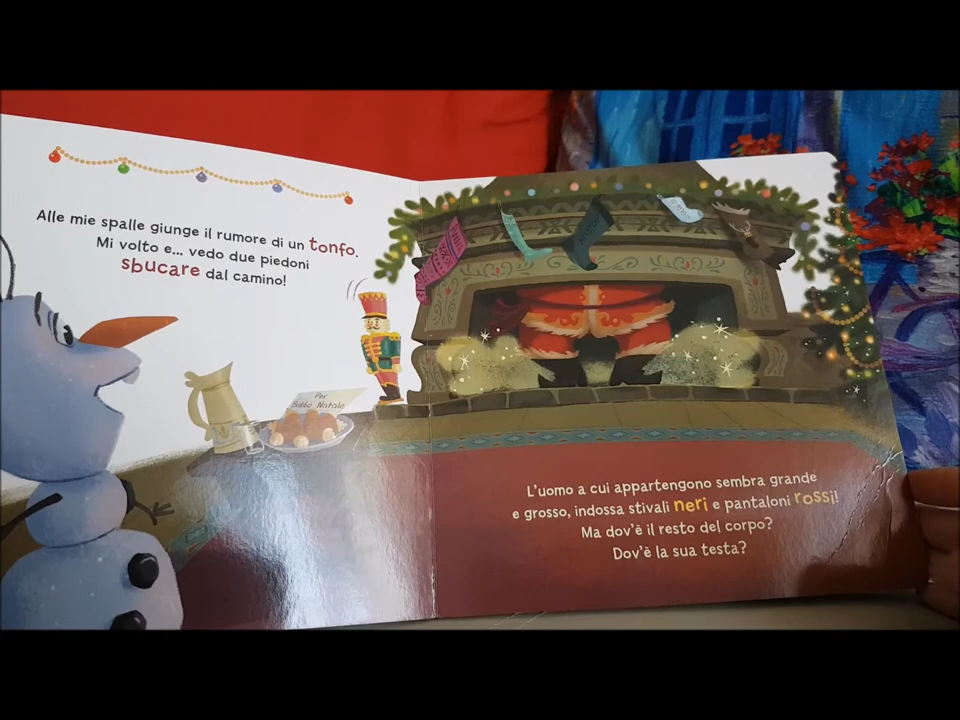 Alle mie spalle giunge il rumore di un tonfo.
Mi volto e... vedo due piedoni
sbucare dal camino!
Per
Babbo Natale
L'uomo a cui appartengono sembra grande
e grosso, indossa stivali neri e pantaloni rossi!
Ma dov'è il resto del corpo?
Dov'è la sua testa?